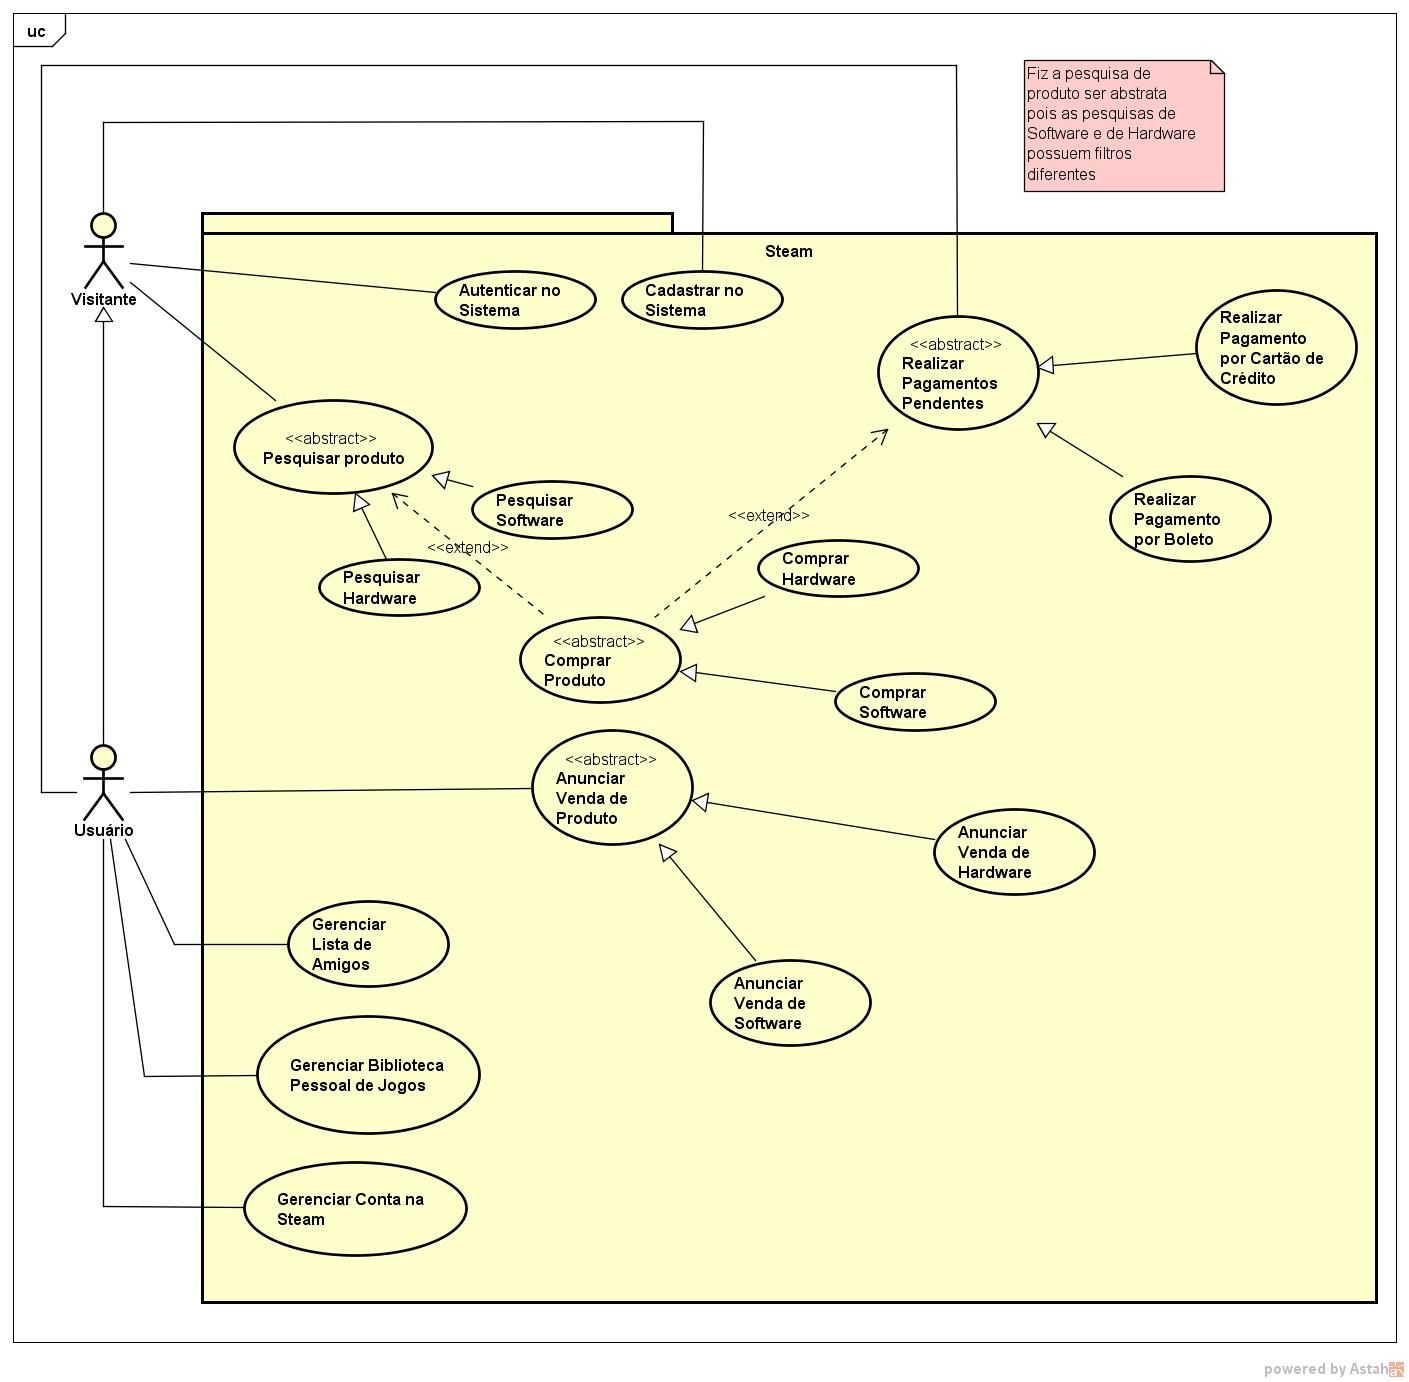 uc
Fiz a pesquisa de
produto ser abstrata
pois as pesquisas de
Software e de Hardware
possuem filtros
diferentes
Steam
Visitante
Autenticar no
Sistema
Cadastrar no
Sistema
<<abstract>>
Realizar
Pagamentos
Pendentes
Realizar
Pagamento
por Cartão de
Crédito
<<abstract>>
Pesquisar produto
Pesquisar
Software
Realizar
Pagamento
por Boleto
<<extend>>
<<extend>>
Pesquisar
Hardware
Comprar
Hardware
<<abstract>>
Comprar
Produto
Comprar
Software
Usuário
<<abstract>>
Anunciar
Venda de
Produto
Anunciar
Venda de
Hardware
Gerenciar
Lista de
Amigos
Anunciar
Venda de
Software
Gerenciar Biblioteca
Pessoal de Jogos
Gerenciar Conta na
Steam
powered by Astah